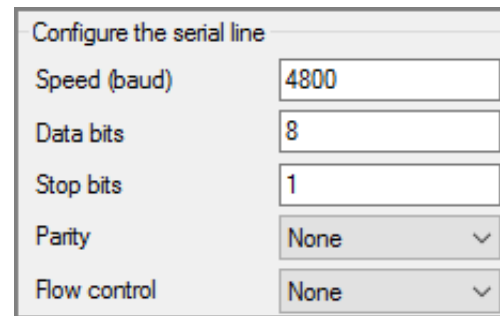 Configure the serial line
Speed (baud) 4800
Data bits 8
Stop bits 1
Parity None
Flow control None